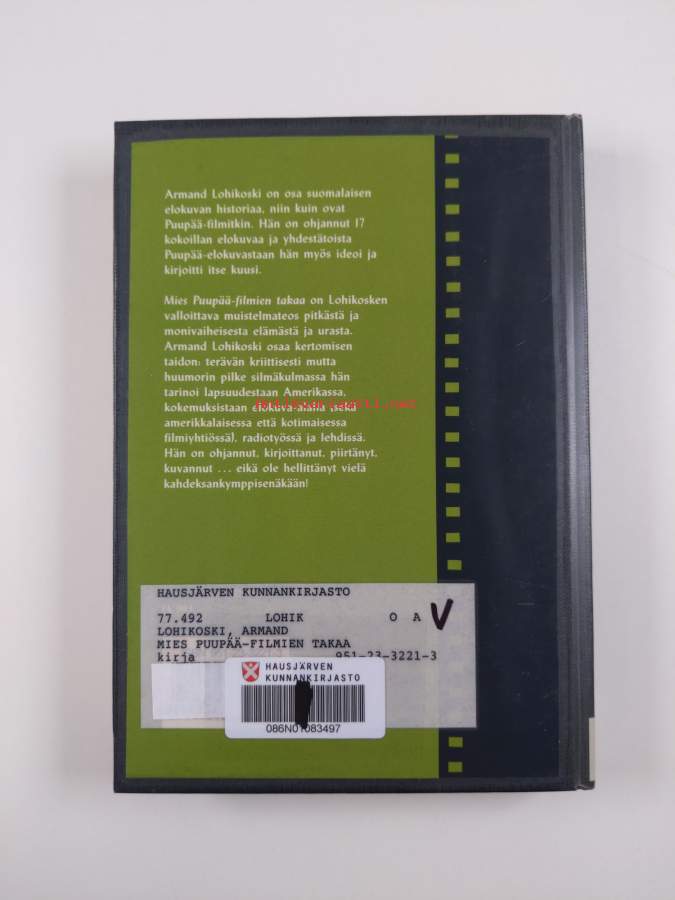 Armand Lohikoski on osa suomalaisen
elokuvan historiaa, niin kuin ovat
Puupää-filmitkin. Hän on ohjannut 17
kokoillan elokuvaa ja yhdestätoista
Puupää-elokuvastaan hän myös ideoi ja
kirjoitti itse kuusi.
Mies Puupää-filmien takaa on Lohikosken
valloittava muistelmateos pitkästä ja
monivaiheisesta elämästä ja urasta.
Armand Lohikoski osaa kertomisen
taidon: terävän kriittisesti mutta
huumorin pilke silmäkulmassa hän
tarinoi lapsuudestaan Amerikassa,
kokemuksistaan elokuva-alalla (sekä
amerikkalaisessa että kotimaisessa
filmiyhtiössä), radiotyössä ja lehdissä.
Hän on ohjannut, kirjoittanut, piirtänyt,
kuvannut ... eikä ole hellittänyt vielä
kahdeksankymppisenäkään!
HAUSJÄRVEN KUNNANKIRJASTO
77.492 LOHIK O A V
LOHIKOSKI, ARMAND
MIES PUUPÄÄ-FILMIEN TAKAA
kirja 951-23-3221-3
HAUSJÄRVEN
KUNNANKIRJASTO
086N01083497